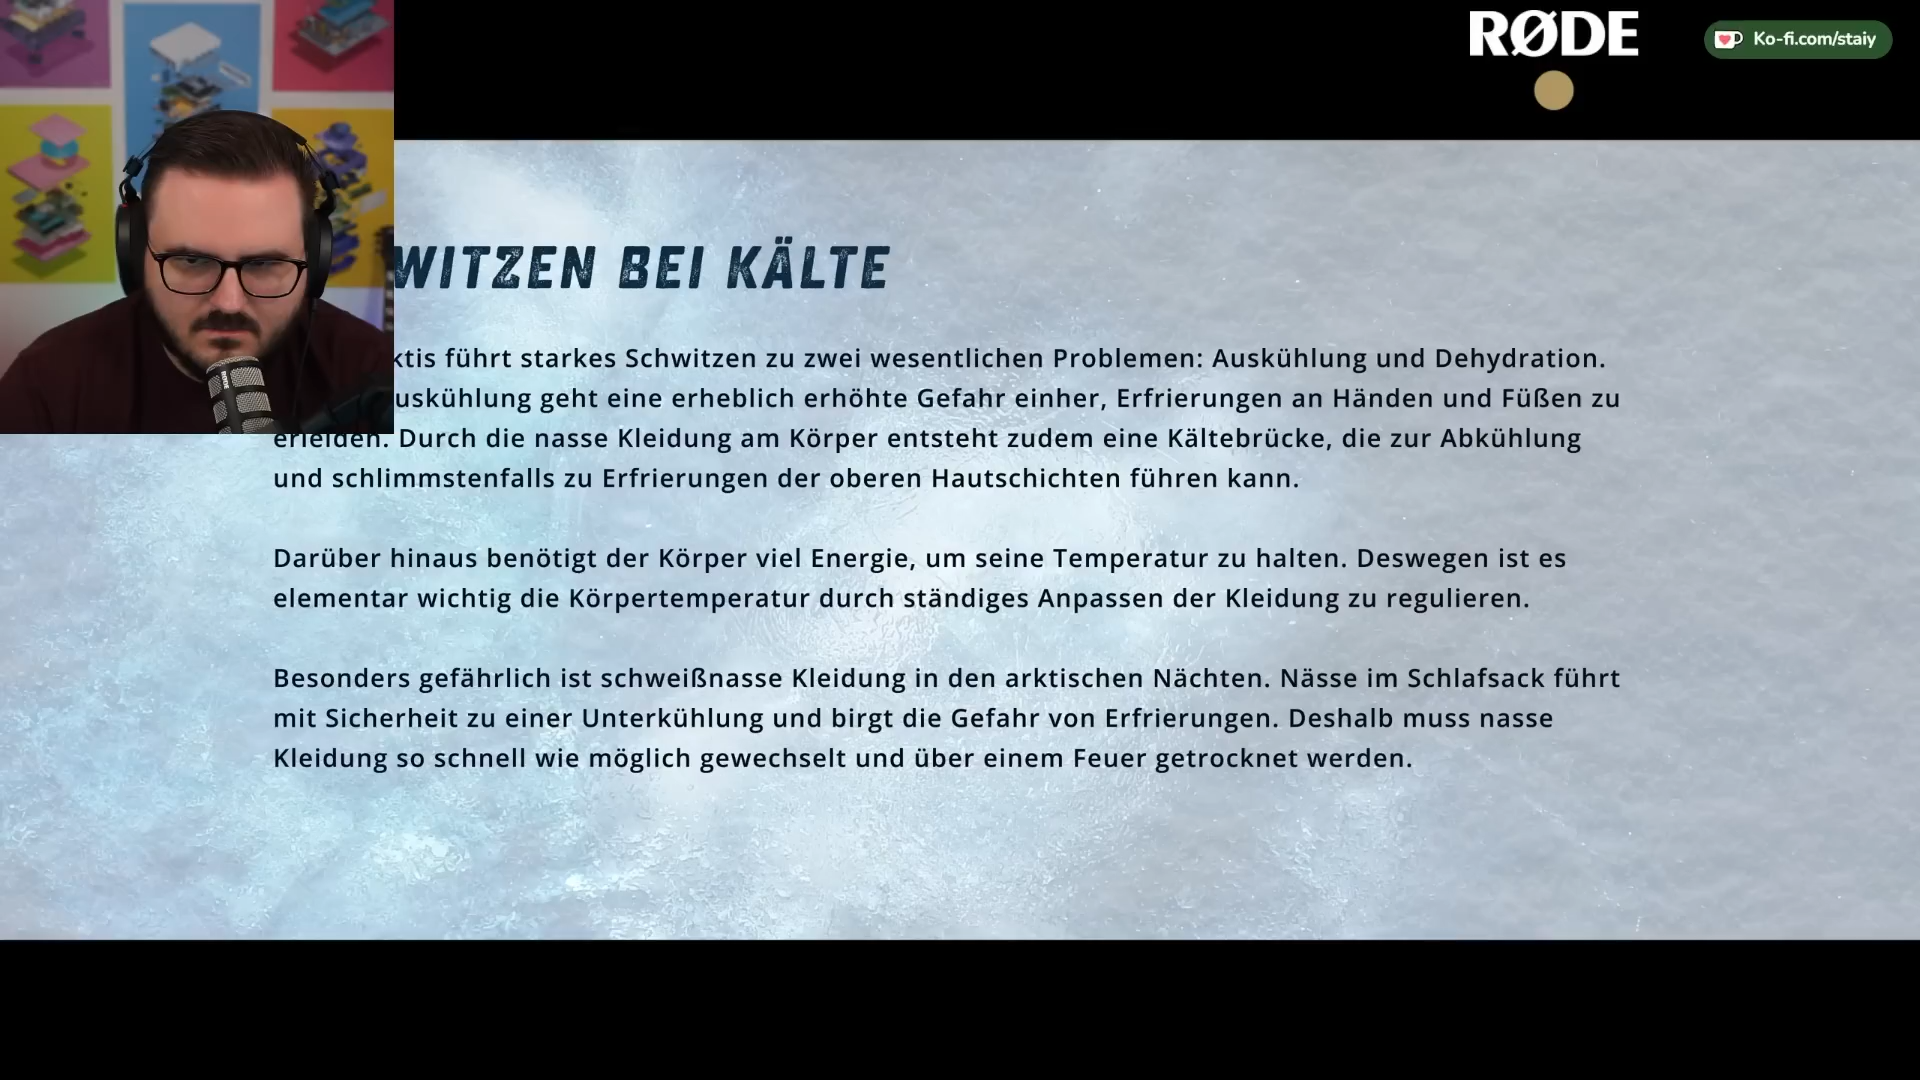 RØDE
Ko-fi.com/staiy
WITZEN BEI KÄLTE
ktis führt starkes Schwitzen zu zwei wesentlichen Problemen: Auskühlung und Dehydration.
uskühlung geht eine erheblich erhöhte Gefahr einher, Erfrierungen an Händen und Füßen zu
erleiden. Durch die nasse Kleidung am Körper entsteht zudem eine Kältebrücke, die zur Abkühlung
und schlimmstenfalls zu Erfrierungen der oberen Hautschichten führen kann.
Darüber hinaus benötigt der Körper viel Energie, um seine Temperatur zu halten. Deswegen ist es
elementar wichtig die Körpertemperatur durch ständiges Anpassen der Kleidung zu regulieren.
Besonders gefährlich ist schweißnasse Kleidung in den arktischen Nächten. Nässe im Schlafsack führt
mit Sicherheit zu einer Unterkühlung und birgt die Gefahr von Erfrierungen. Deshalb muss nasse
Kleidung so schnell wie möglich gewechselt und über einem Feuer getrocknet werden.